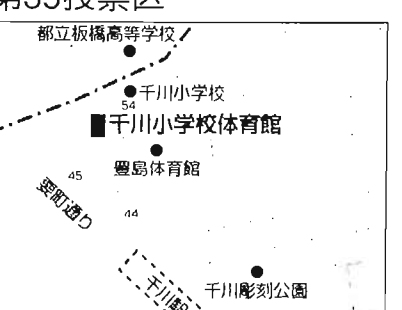 第55投票区
都立板橋高等学校
千川小学校
54
千川小学校体育館
豊島体育館
45
要町通り
44
千川彫刻公園
千川駅